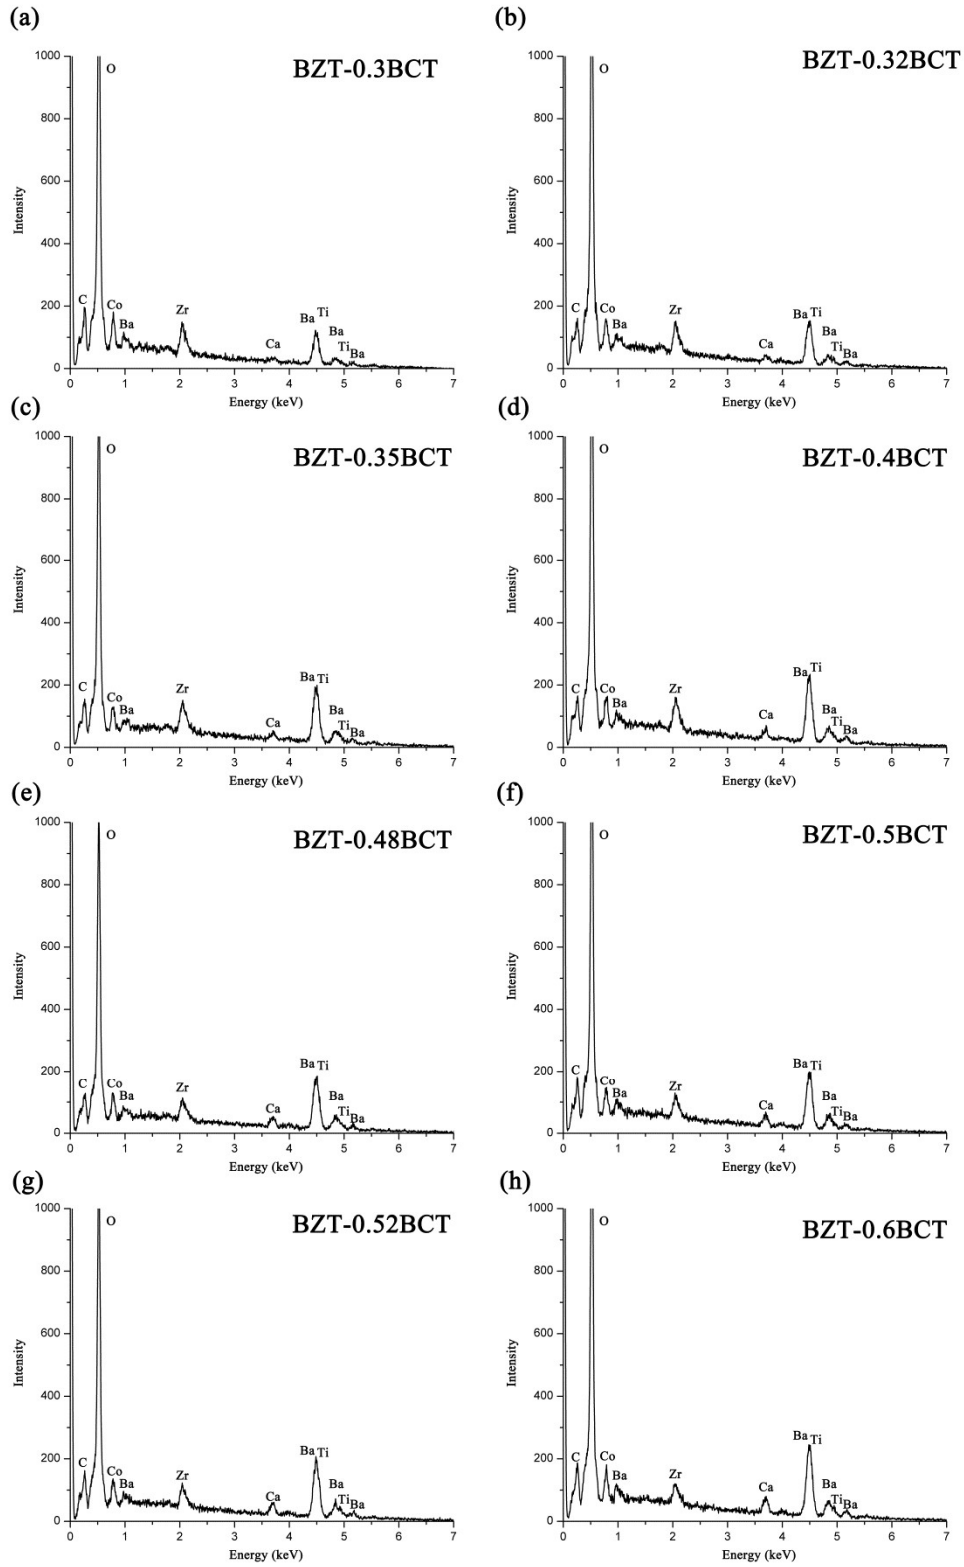 (a)
BZT-0.3BCT
1000
800
600
400
200
0
Intensity
O
C
Co
Ba
Zr
Ca
Ba Ti
Ba
Ti
Ba
0 1 2 3 4 5 6 7
Energy (keV)
(b)
BZT-0.32BCT
1000
800
600
400
200
0
Intensity
O
C
Co
Ba
Zr
Ca
Ba Ti
Ba
Ti
Ba
0 1 2 3 4 5 6 7
Energy (keV)
(c)
BZT-0.35BCT
1000
800
600
400
200
0
Intensity
O
C
Co
Ba
Zr
Ca
Ba Ti
Ba
Ti
Ba
0 1 2 3 4 5 6 7
Energy (keV)
(d)
BZT-0.4BCT
1000
800
600
400
200
0
Intensity
O
C
Co
Ba
Zr
Ca
Ba Ti
Ba
Ti
Ba
0 1 2 3 4 5 6 7
Energy (keV)
(e)
BZT-0.48BCT
1000
800
600
400
200
0
Intensity
O
C
Co
Ba
Zr
Ca
Ba Ti
Ba
Ti
Ba
0 1 2 3 4 5 6 7
Energy (keV)
(f)
BZT-0.5BCT
1000
800
600
400
200
0
Intensity
O
C
Co
Ba
Zr
Ca
Ba Ti
Ba
Ti
Ba
0 1 2 3 4 5 6 7
Energy (keV)
(g)
BZT-0.52BCT
1000
800
600
400
200
0
Intensity
O
C
Co
Ba
Zr
Ca
Ba Ti
Ba
Ti
Ba
0 1 2 3 4 5 6 7
Energy (keV)
(h)
BZT-0.6BCT
1000
800
600
400
200
0
Intensity
O
C
Co
Ba
Zr
Ca
Ba Ti
Ba
Ti
Ba
0 1 2 3 4 5 6 7
Energy (keV)